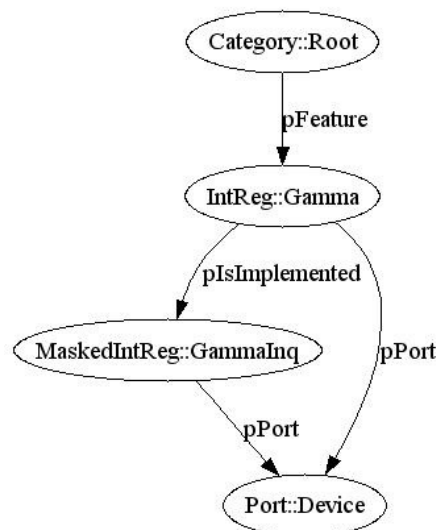 Category::Root
pFeature
IntReg::Gamma
pIsImplemented
MaskedIntReg::GammaInq
pPort
pPort
Port::Device